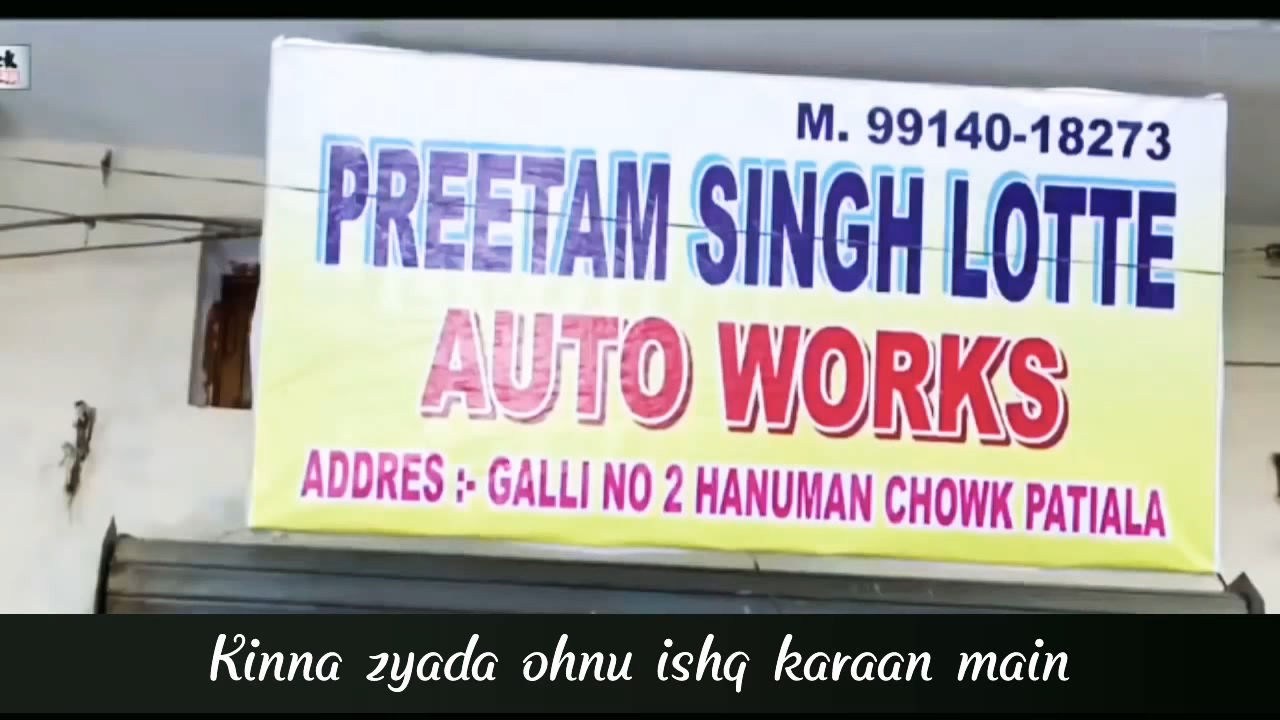 M. 99140-18273
PREETAM SINGH LOTTE
AUTO WORKS
ADDRES :- GALLI NO 2 HANUMAN CHOWK PATIALA
Kinna zyada ohnu ishq karaan main